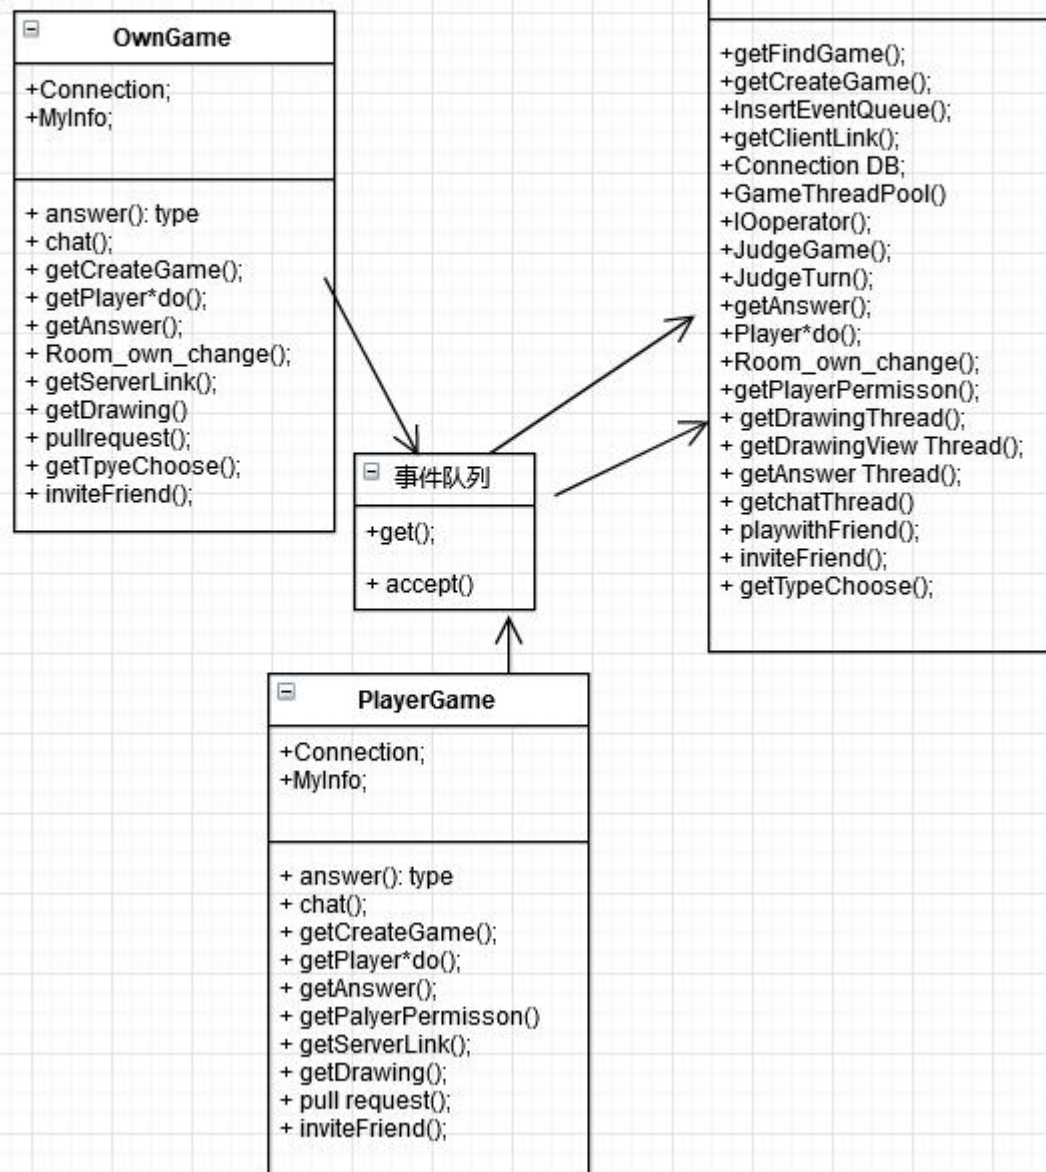 OwnGame
+Connection;
+MyInfo;
+ answer(): type
+ chat();
+ getCreateGame();
+ getPlayer*do();
+ getAnswer();
+ Room_own_change();
+ getServerLink();
+ getDrawing()
+ pullrequest();
+ getTpyeChoose();
+ inviteFriend();
事件队列
+get();
+ accept()
+getFindGame();
+getCreateGame();
+InsertEventQueue();
+getClientLink();
+Connection DB;
+GameThreadPool()
+IOoperator();
+JudgeGame();
+JudgeTurn();
+getAnswer();
+Player*do();
+Room_own_change();
+getPlayerPermisson();
+ getDrawingThread();
+ getDrawingView Thread();
+ getAnswer Thread();
+ getchatThread()
+ playwithFriend();
+ inviteFriend();
+ getTypeChoose();
PlayerGame
+Connection;
+MyInfo;
+ answer(): type
+ chat();
+ getCreateGame();
+ getPlayer*do();
+ getAnswer();
+ getPalyerPermisson()
+ getServerLink();
+ getDrawing();
+ pull request();
+ inviteFriend();